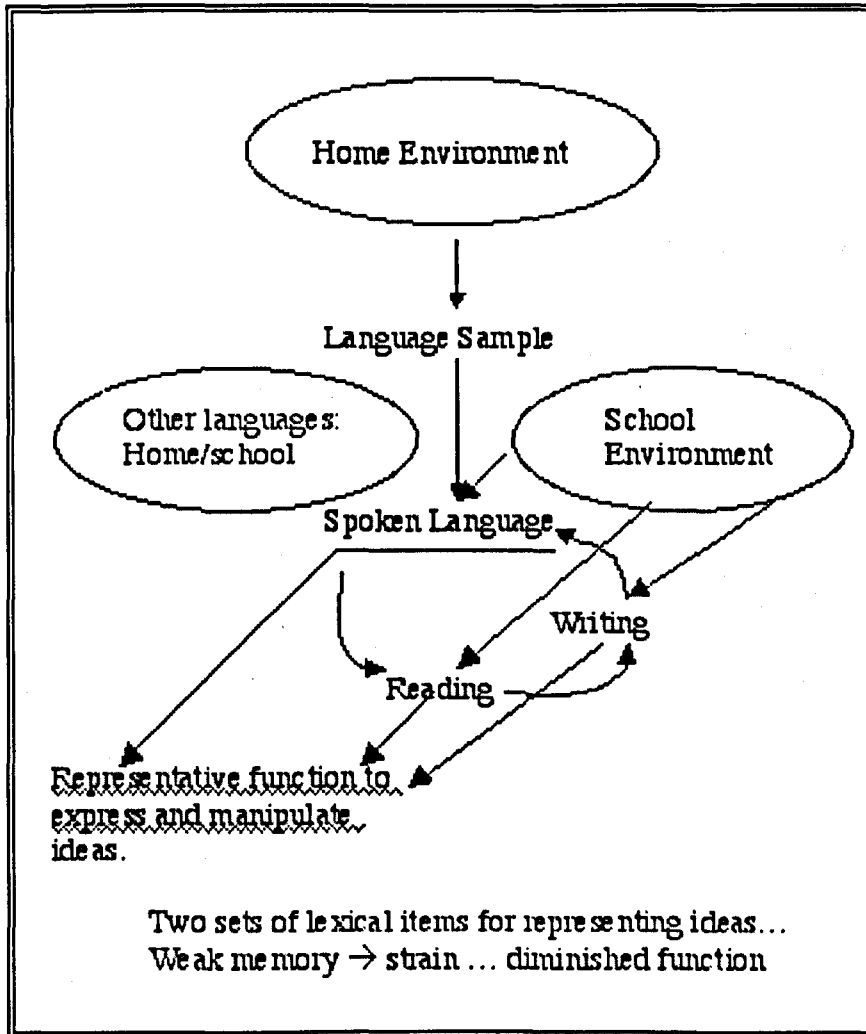 Home Environment
Language Sample
Other languages:
Home/school
School
Environment
Spoken Language
Writing
Reading
Representative function to
express and manipulate
ideas.
Two sets of lexical items for representing ideas...
Weak memory → strain ... diminished function